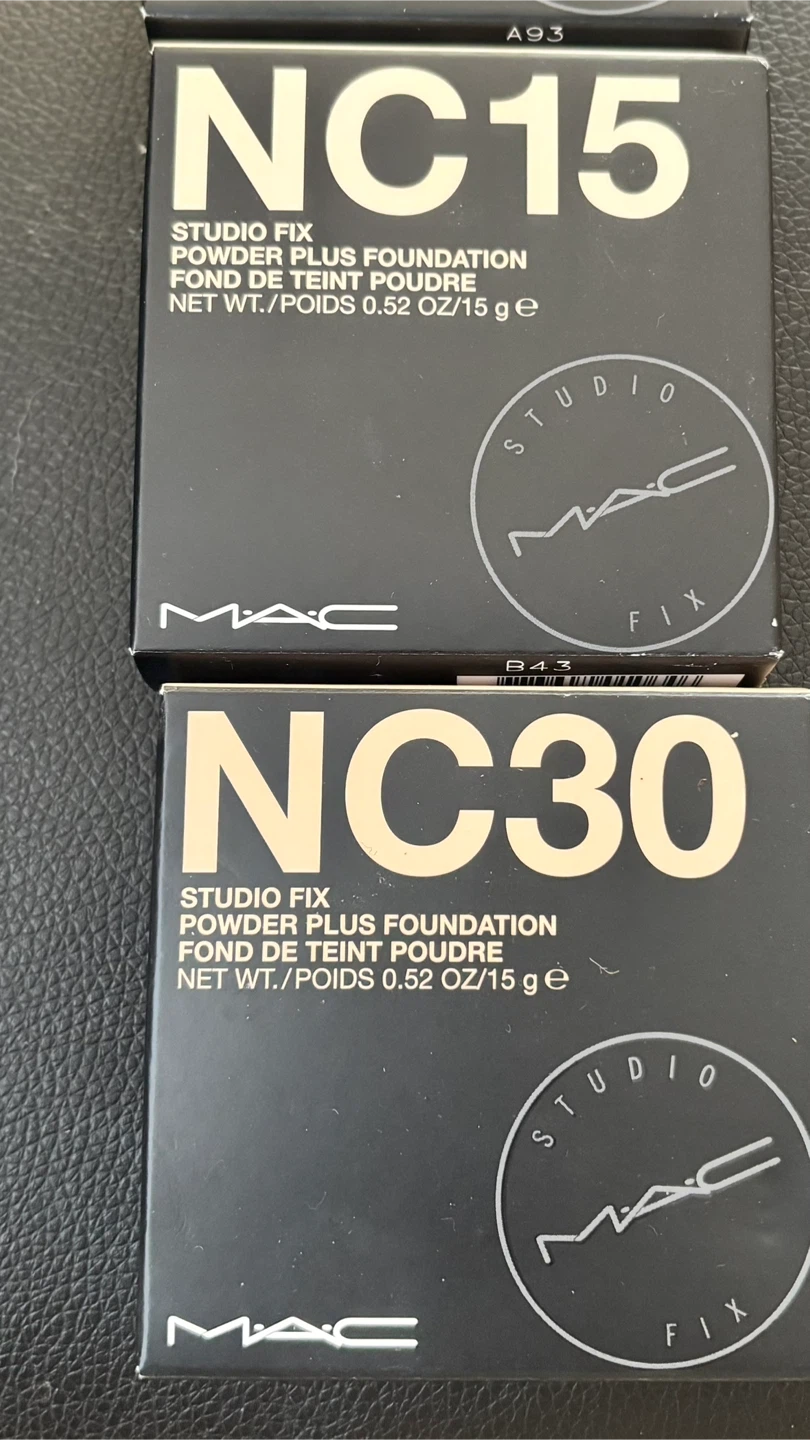 A93
NC15
STUDIO FIX
POWDER PLUS FOUNDATION
FOND DE TEINT POUDRE
NET WT./POIDS 0.52 OZ/15 g ℮
STUDIO
MAC
FIX
M·A·C
B43
NC30
STUDIO FIX
POWDER PLUS FOUNDATION
FOND DE TEINT POUDRE
NET WT./POIDS 0.52 OZ/15 g ℮
STUDIO
M·A·C
FIX
M·A·C